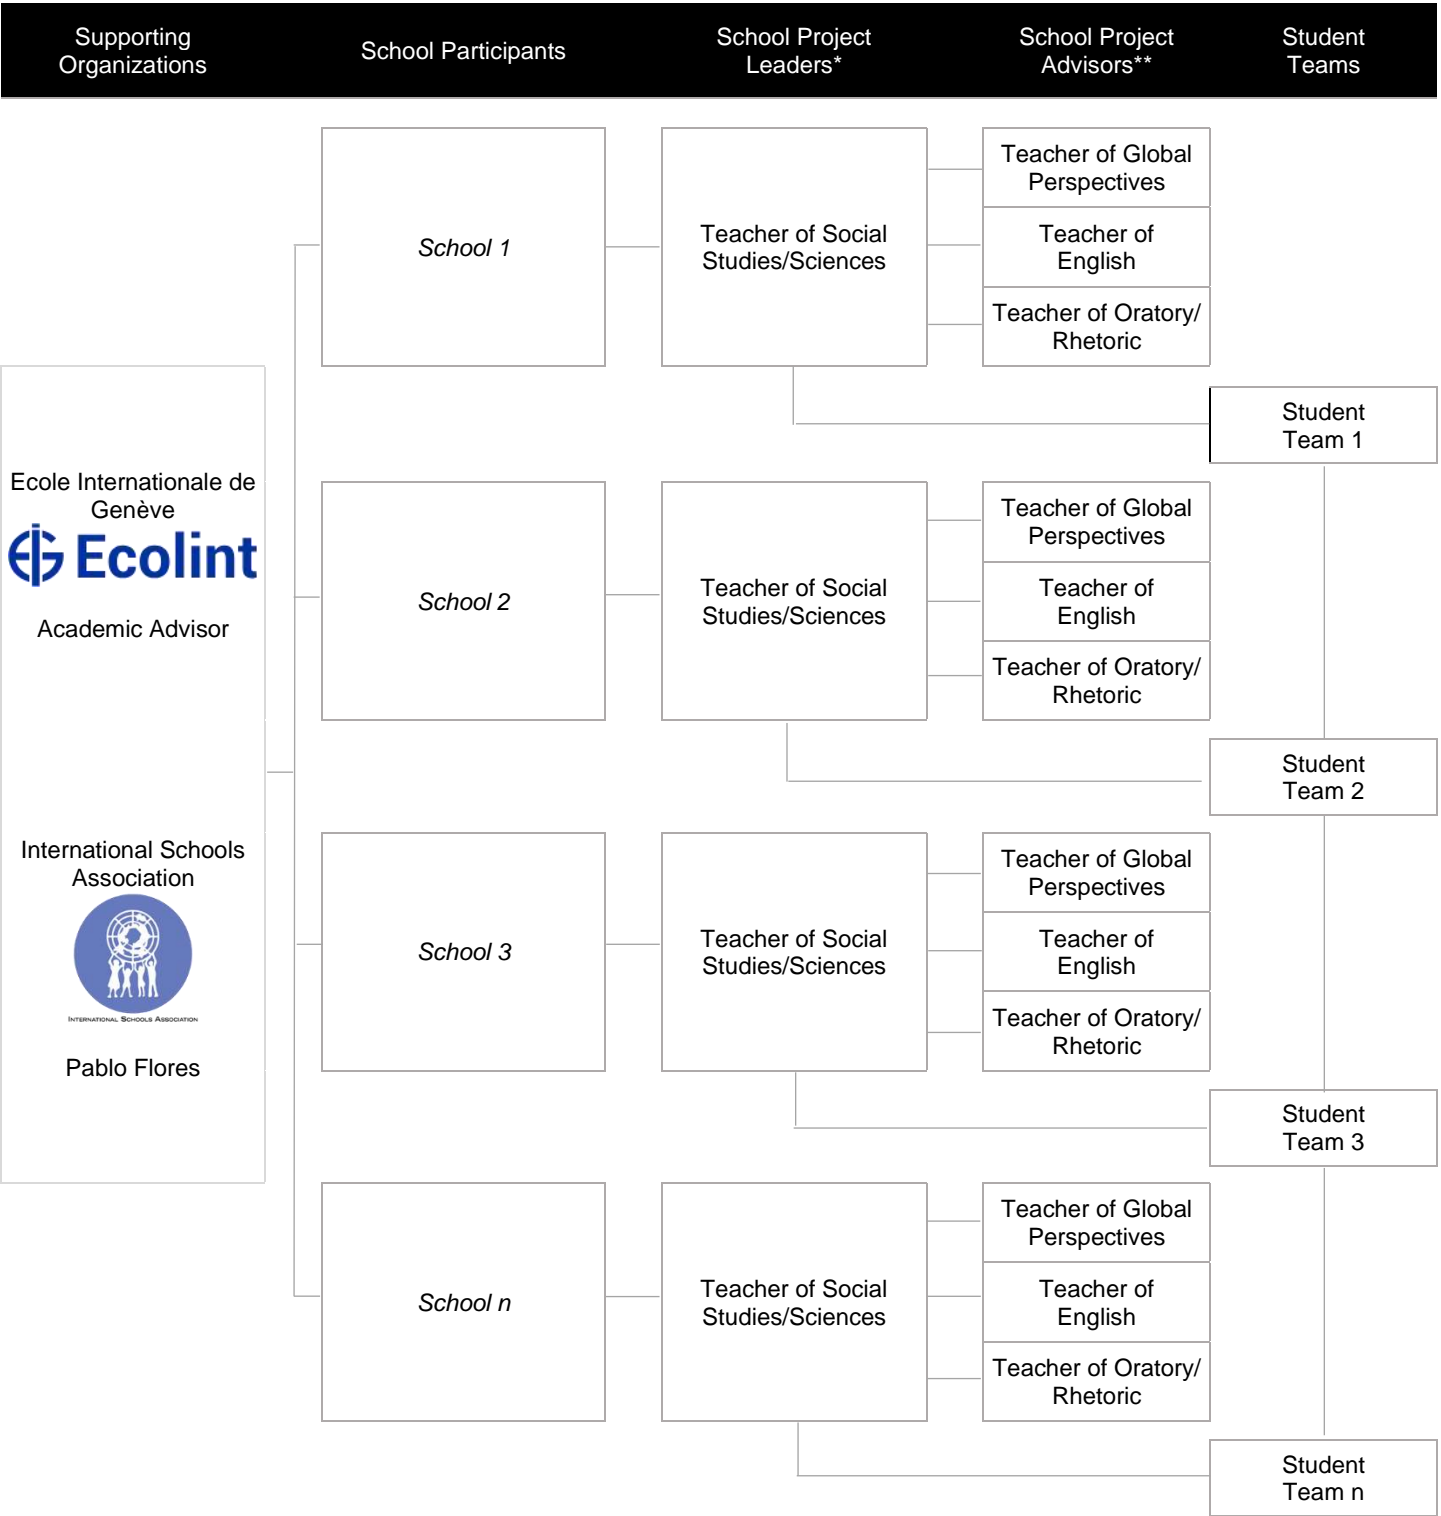 Supporting
Organizations
School Participants
School Project
Leaders*
School Project
Advisors**
Student
Teams
Ecole Internationale de
Genève
Ecolint
Academic Advisor
International Schools
Association
INTERNATIONAL SCHOOLS ASSOCIATION
Pablo Flores
School 1
Teacher of Social
Studies/Sciences
Teacher of Global
Perspectives
Teacher of
English
Teacher of Oratory/
Rhetoric
Student
Team 1
School 2
Teacher of Social
Studies/Sciences
Teacher of Global
Perspectives
Teacher of
English
Teacher of Oratory/
Rhetoric
Student
Team 2
School 3
Teacher of Social
Studies/Sciences
Teacher of Global
Perspectives
Teacher of
English
Teacher of Oratory/
Rhetoric
Student
Team 3
School n
Teacher of Social
Studies/Sciences
Teacher of Global
Perspectives
Teacher of
English
Teacher of Oratory/
Rhetoric
Student
Team n